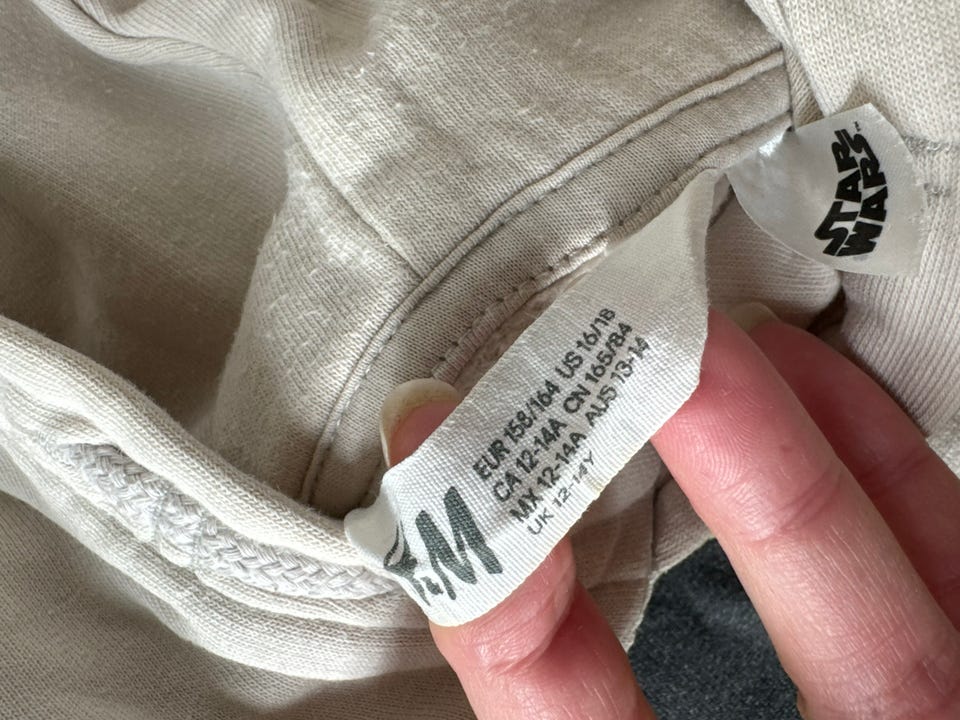 STAR
WARS
TM
EUR 158/164 US 16/18
CA 12-14A CN 165/84
MX 12-14A AUS 13-14
UK 12-14Y
H&M